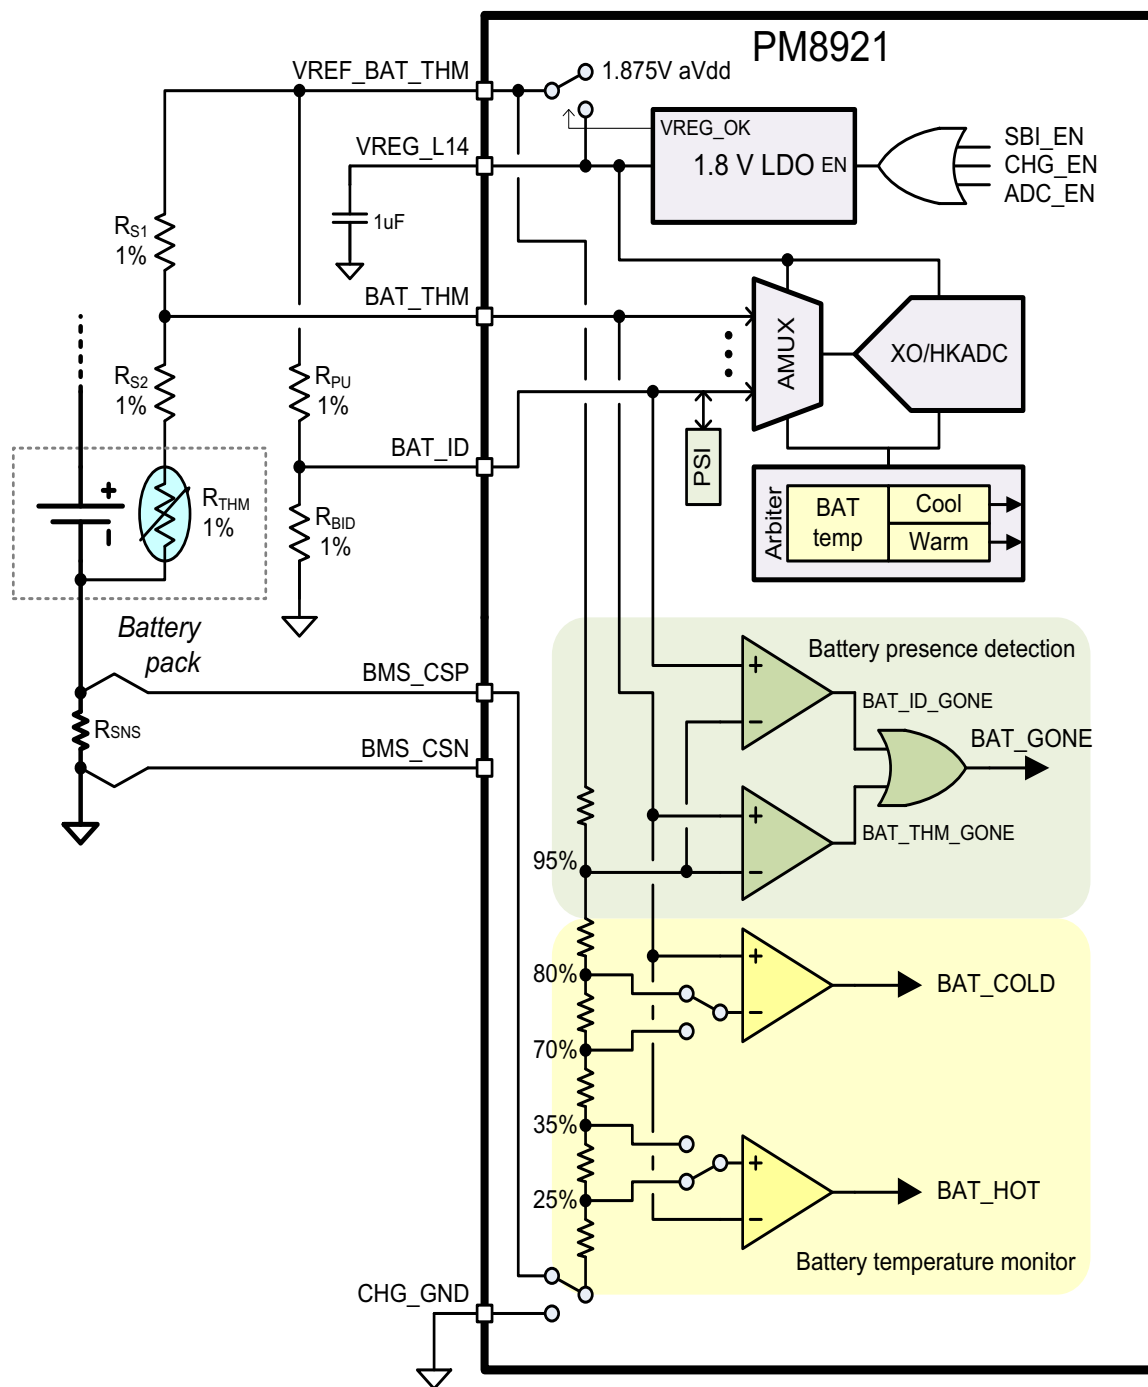 PM8921
VREF_BAT_THM
1.875V aVdd
VREG_OK
VREG_L14
1.8 V LDO EN
SBI_EN
CHG_EN
ADC_EN
1uF
RS1
1%
BAT_THM
AMUX
XO/HKADC
RS2
1%
RPU
1%
BAT_ID
PSI
Arbiter
BAT
temp
Cool
Warm
+
RTHM
1%
RBID
1%
Battery
pack
Battery presence detection
BMS_CSP
+
BAT_ID_GONE
RSNS
−
BAT_GONE
BMS_CSN
+
BAT_THM_GONE
95%
−
80%
+
BAT_COLD
−
70%
35%
+
BAT_HOT
25%
−
Battery temperature monitor
CHG_GND